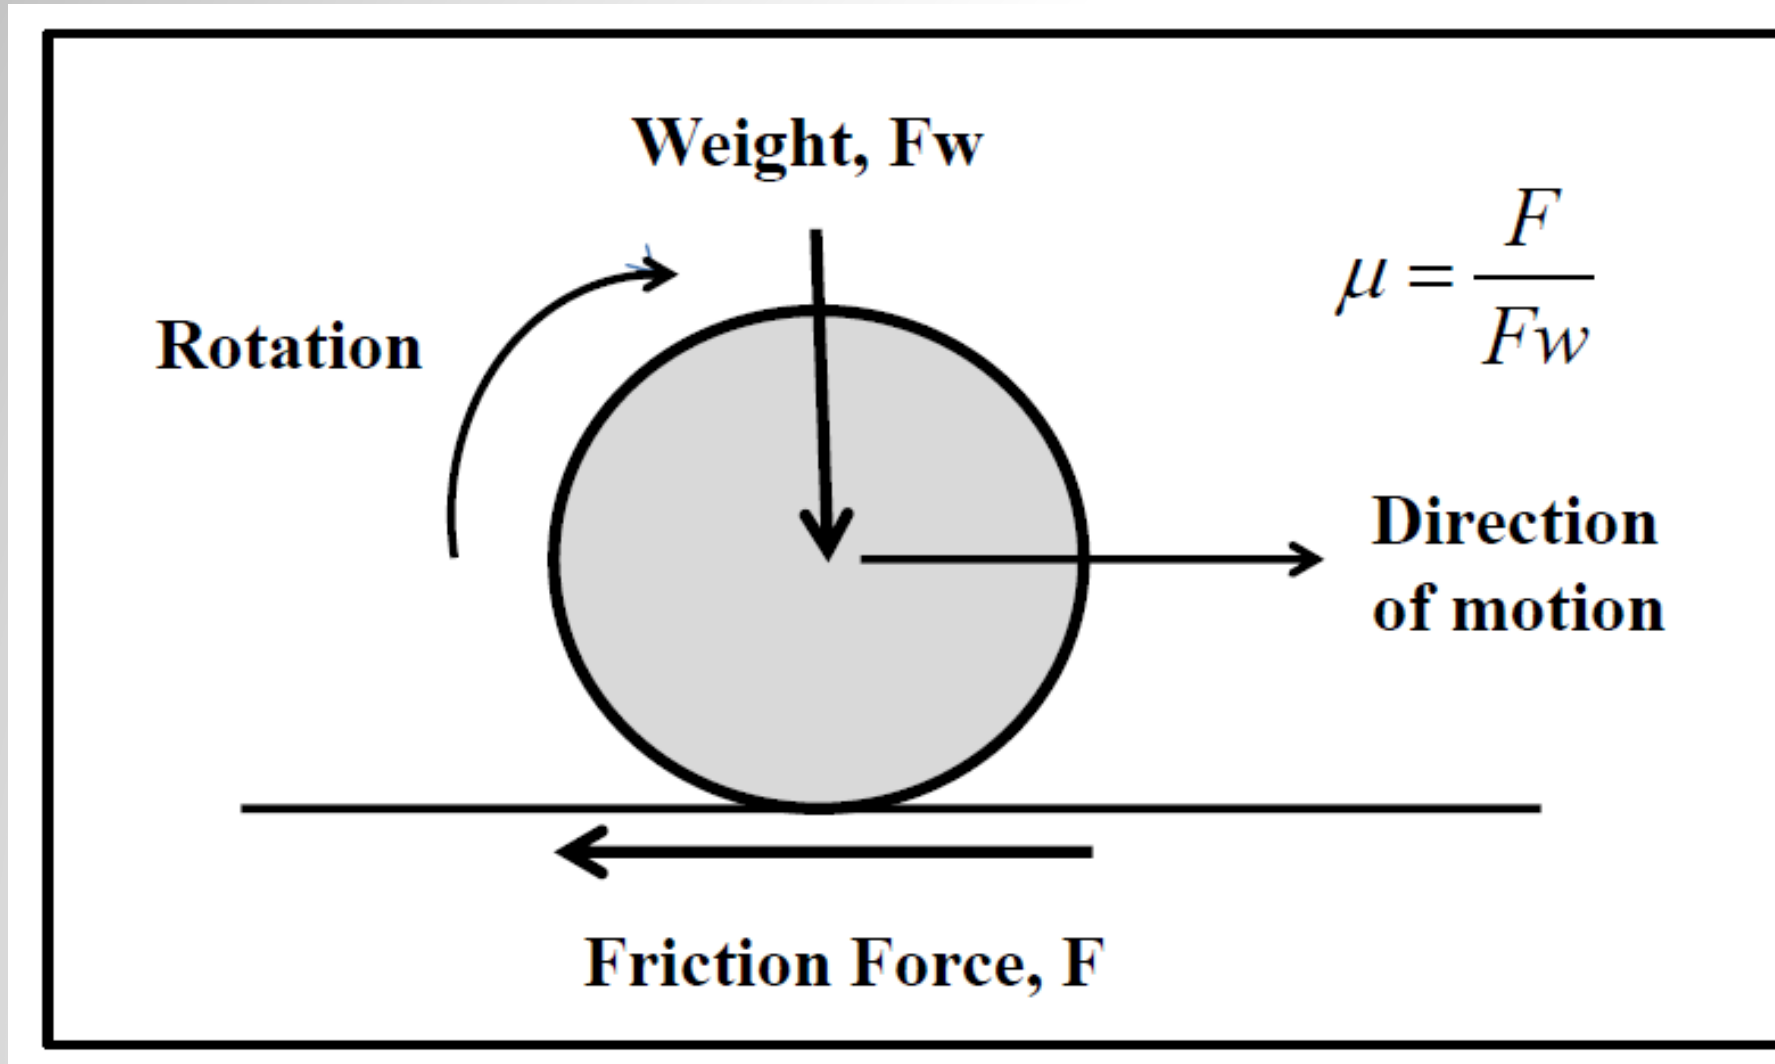 Weight, Fw
μ = F / Fw
Rotation
Direction
of motion
Friction Force, F